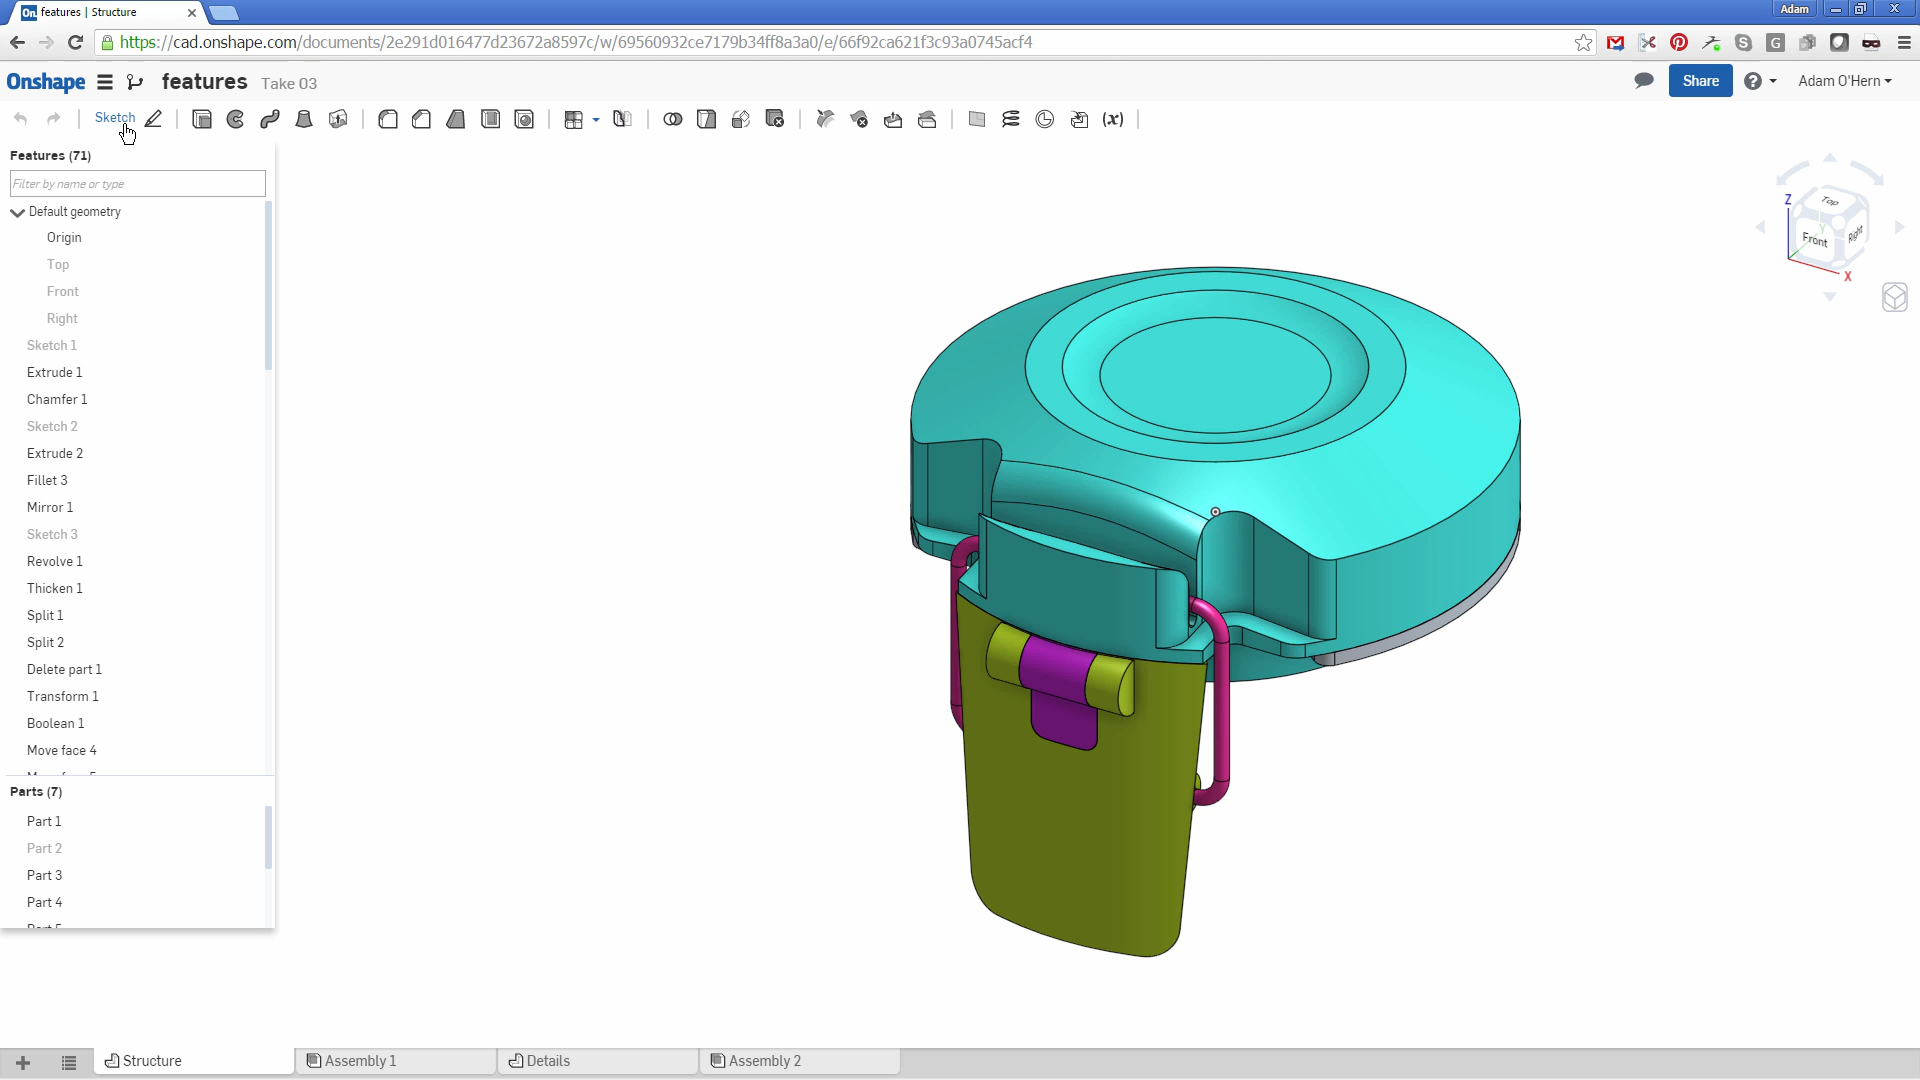 On features | Structure
Adam
https://cad.onshape.com/documents/2e291d016477d23672a8597c/w/69560932ce7179b34ff8a3a0/e/66f92ca621f3c93a0745acf4
Onshape features Take 03
Share
Adam O'Hern
Sketch
(x)
Features (71)
Filter by name or type
Default geometry
Origin
Top
Front
Right
Sketch 1
Extrude 1
Chamfer 1
Sketch 2
Extrude 2
Fillet 3
Mirror 1
Sketch 3
Revolve 1
Thicken 1
Split 1
Split 2
Delete part 1
Transform 1
Boolean 1
Move face 4
Parts (7)
Part 1
Part 2
Part 3
Part 4
Z
Top
Y
Front
Right
X
Structure
Assembly 1
Details
Assembly 2